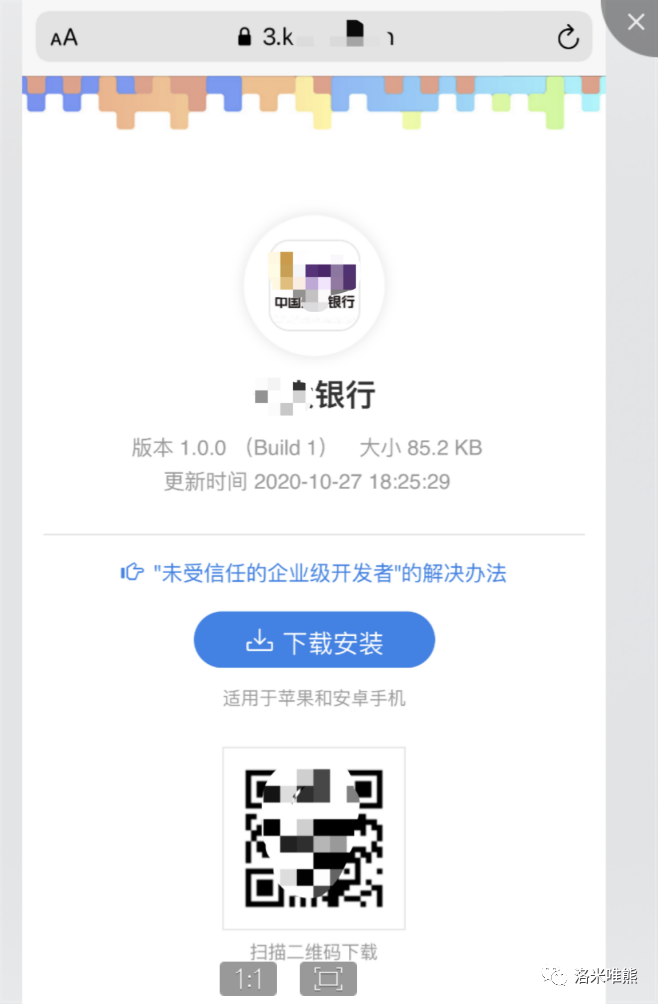 AA
3.k
中国 银行
银行
版本 1.0.0 （Build 1） 大小 85.2 KB
更新时间 2020-10-27 18:25:29
"未受信任的企业级开发者"的解决办法
下载安装
适用于苹果和安卓手机
扫描二维码下载
1:1
洛米唯熊